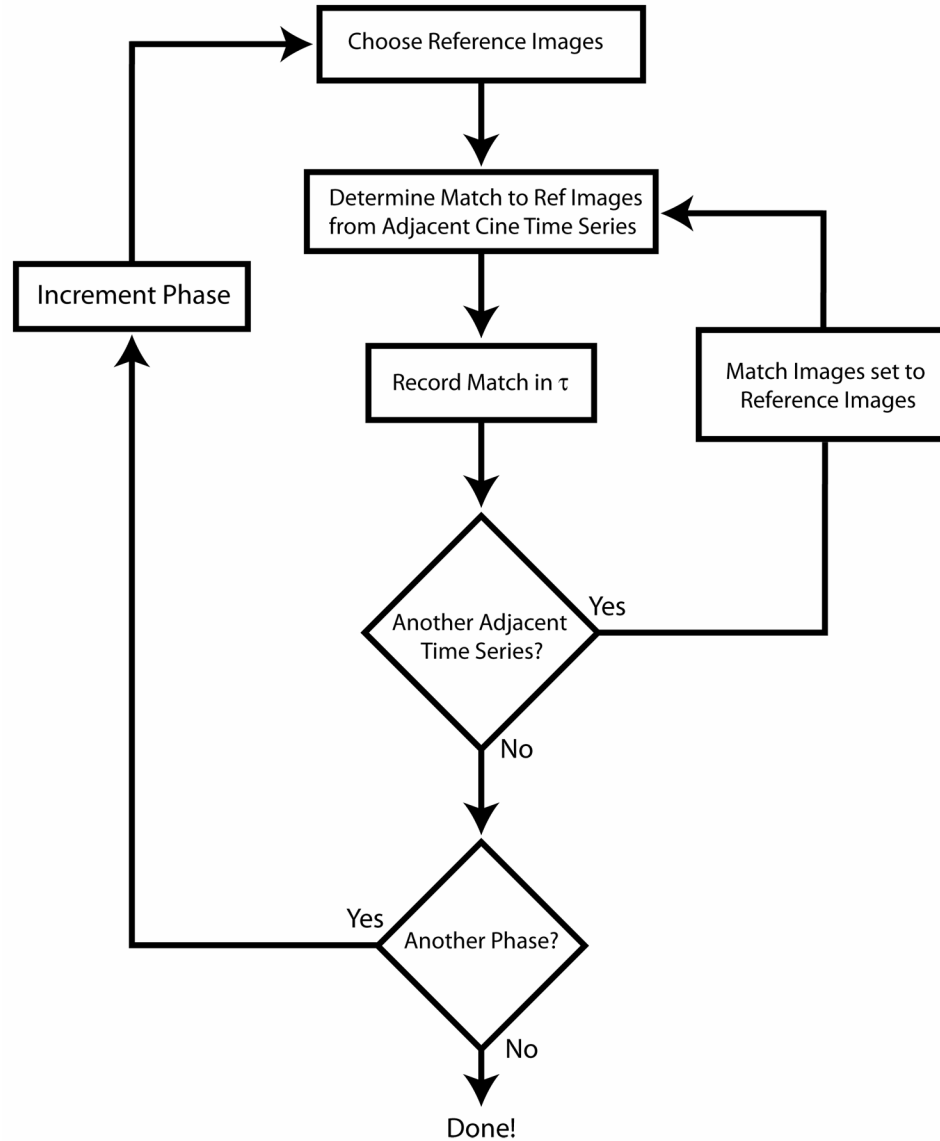 Choose Reference Images
Determine Match to Ref Images
from Adjacent Cine Time Series
Increment Phase
Record Match in τ
Match Images set to
Reference Images
Another Adjacent
Time Series?
Yes
No
Another Phase?
Yes
No
Done!